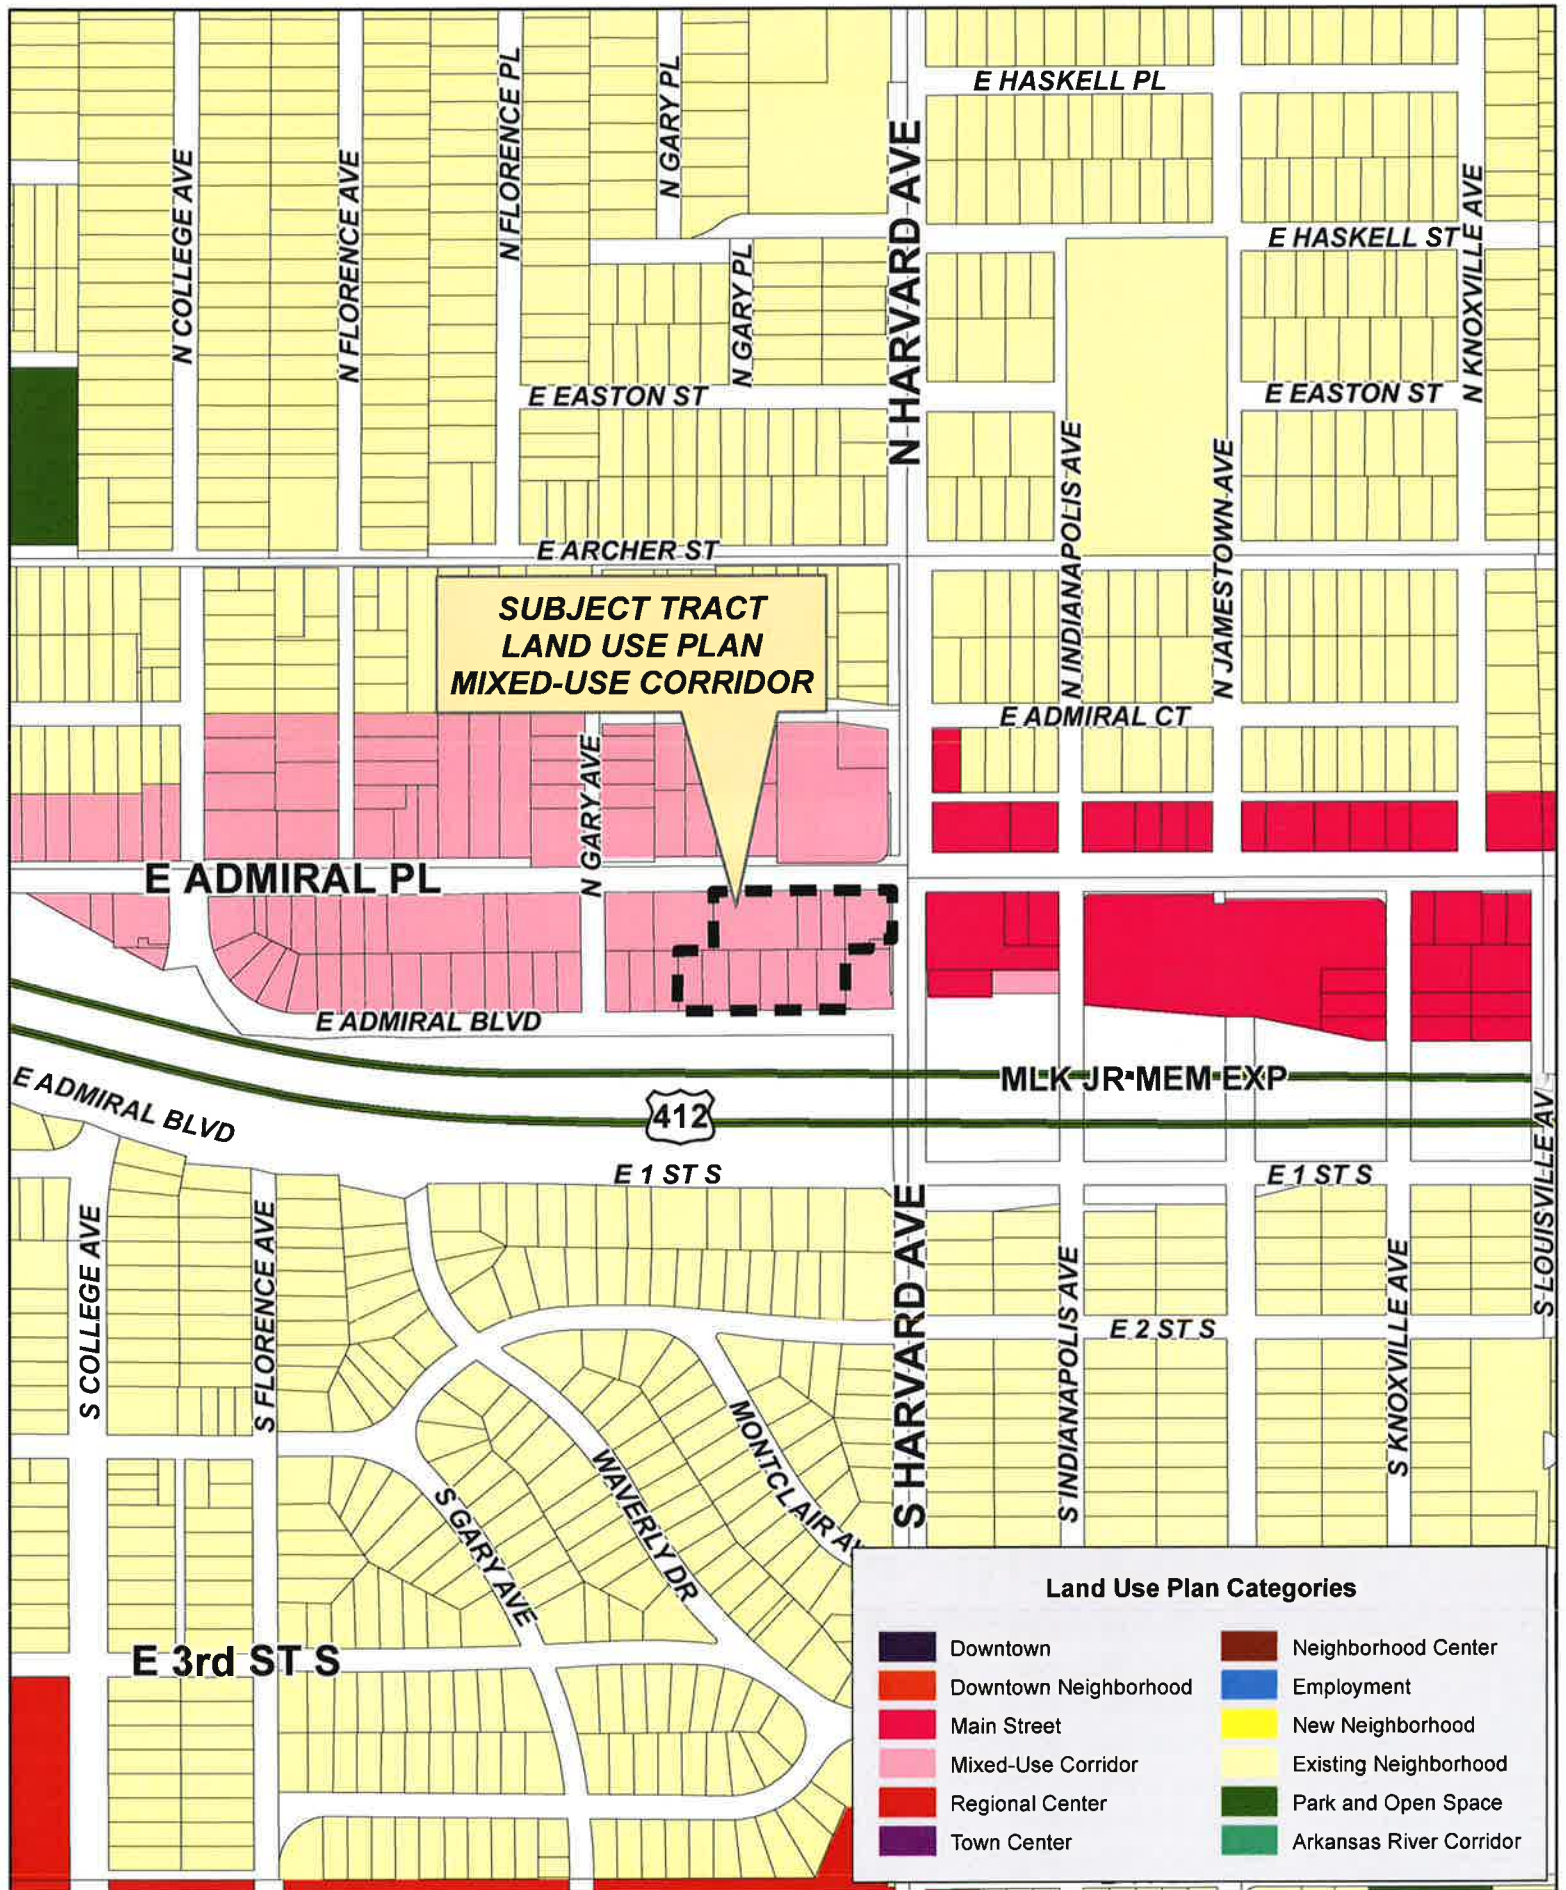 E HASKELL PL
N FLORENCE PL
N GARY PL
N HARVARD AVE
N COLLEGE AVE
N FLORENCE AVE
N KNOXVILLE AVE
E HASKELL ST
N GARY PL
E EASTON ST
E EASTON ST
N INDIANAPOLIS AVE
N JAMESTOWN AVE
E ARCHER ST
SUBJECT TRACT
LAND USE PLAN
MIXED-USE CORRIDOR
E ADMIRAL CT
N GARY AVE
E ADMIRAL PL
E ADMIRAL BLVD
MLK JR MEM EXP
E ADMIRAL BLVD
412
S LOUISVILLE AV
E 1 ST S
E 1 ST S
S COLLEGE AVE
S FLORENCE AVE
S HARVARD AVE
S INDIANAPOLIS AVE
S KNOXVILLE AVE
E 2 ST S
MONTCLAIR AV
WAVERLY DR
S GARY AVE
E 3rd ST S
Land Use Plan Categories
Downtown
Downtown Neighborhood
Main Street
Mixed-Use Corridor
Regional Center
Town Center
Neighborhood Center
Employment
New Neighborhood
Existing Neighborhood
Park and Open Space
Arkansas River Corridor